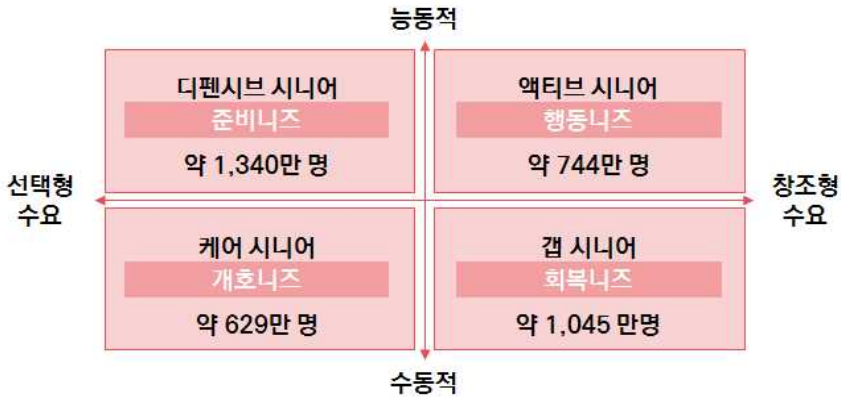 능동적
디펜시브 시니어
준비니즈
약 1,340만 명
액티브 시니어
행동니즈
약 744만 명
선택형
수요
창조형
수요
케어 시니어
개호니즈
약 629만 명
갭 시니어
회복니즈
약 1,045 만명
수동적